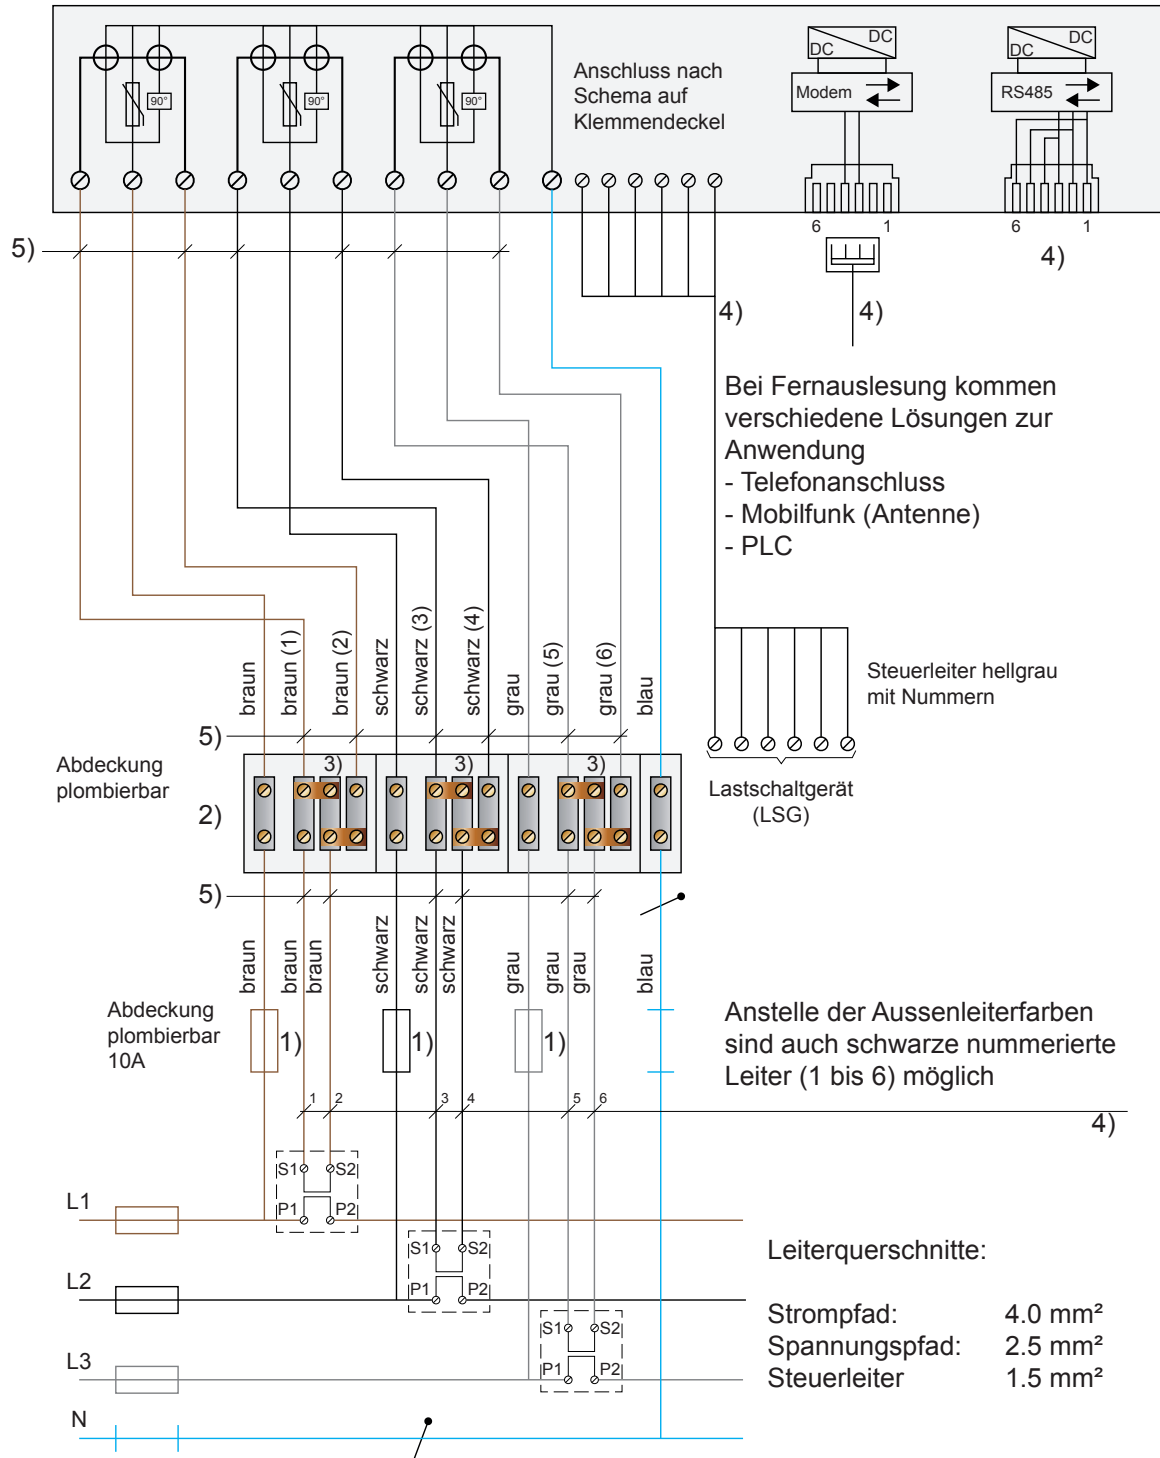 Anschluss nach
Schema auf
Klemmendeckel
DC
DC
Modem
DC
DC
RS485
90°
90°
90°
6
1
6
1
5)
4)
4)
4)
Bei Fernauslesung kommen
verschiedene Lösungen zur
Anwendung
- Telefonanschluss
- Mobilfunk (Antenne)
- PLC
braun
braun (1)
braun (2)
schwarz
schwarz (3)
schwarz (4)
grau
grau (5)
grau (6)
blau
Steuerleiter hellgrau
mit Nummern
Lastschaltgerät
(LSG)
5)
Abdeckung
plombierbar
2)
3)
3)
3)
5)
braun
braun
braun
schwarz
schwarz
schwarz
grau
grau
grau
blau
Abdeckung
plombierbar
10A
1)
1)
1)
Anstelle der Aussenleiterfarben
sind auch schwarze nummerierte
Leiter (1 bis 6) möglich
1
2
3
4
5
6
4)
S1
S2
P1
P2
L1
S1
S2
P1
P2
L2
S1
S2
P1
P2
L3
N
Leiterquerschnitte:
Strompfad: 4.0 mm²
Spannungspfad: 2.5 mm²
Steuerleiter 1.5 mm²